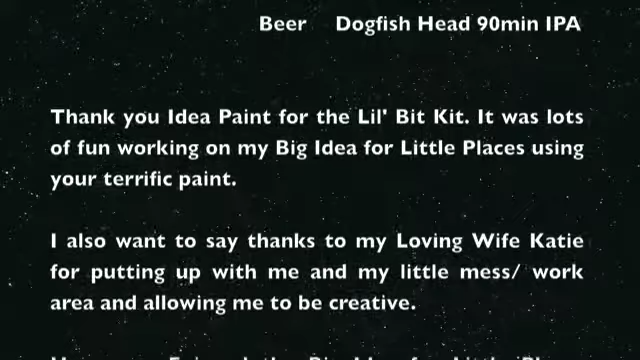 Beer Dogfish Head 90min IPA
Thank you Idea Paint for the Lil' Bit Kit. It was lots
of fun working on my Big Idea for Little Places using
your terrific paint.
I also want to say thanks to my Loving Wife Katie
for putting up with me and my little mess/ work
area and allowing me to be creative.